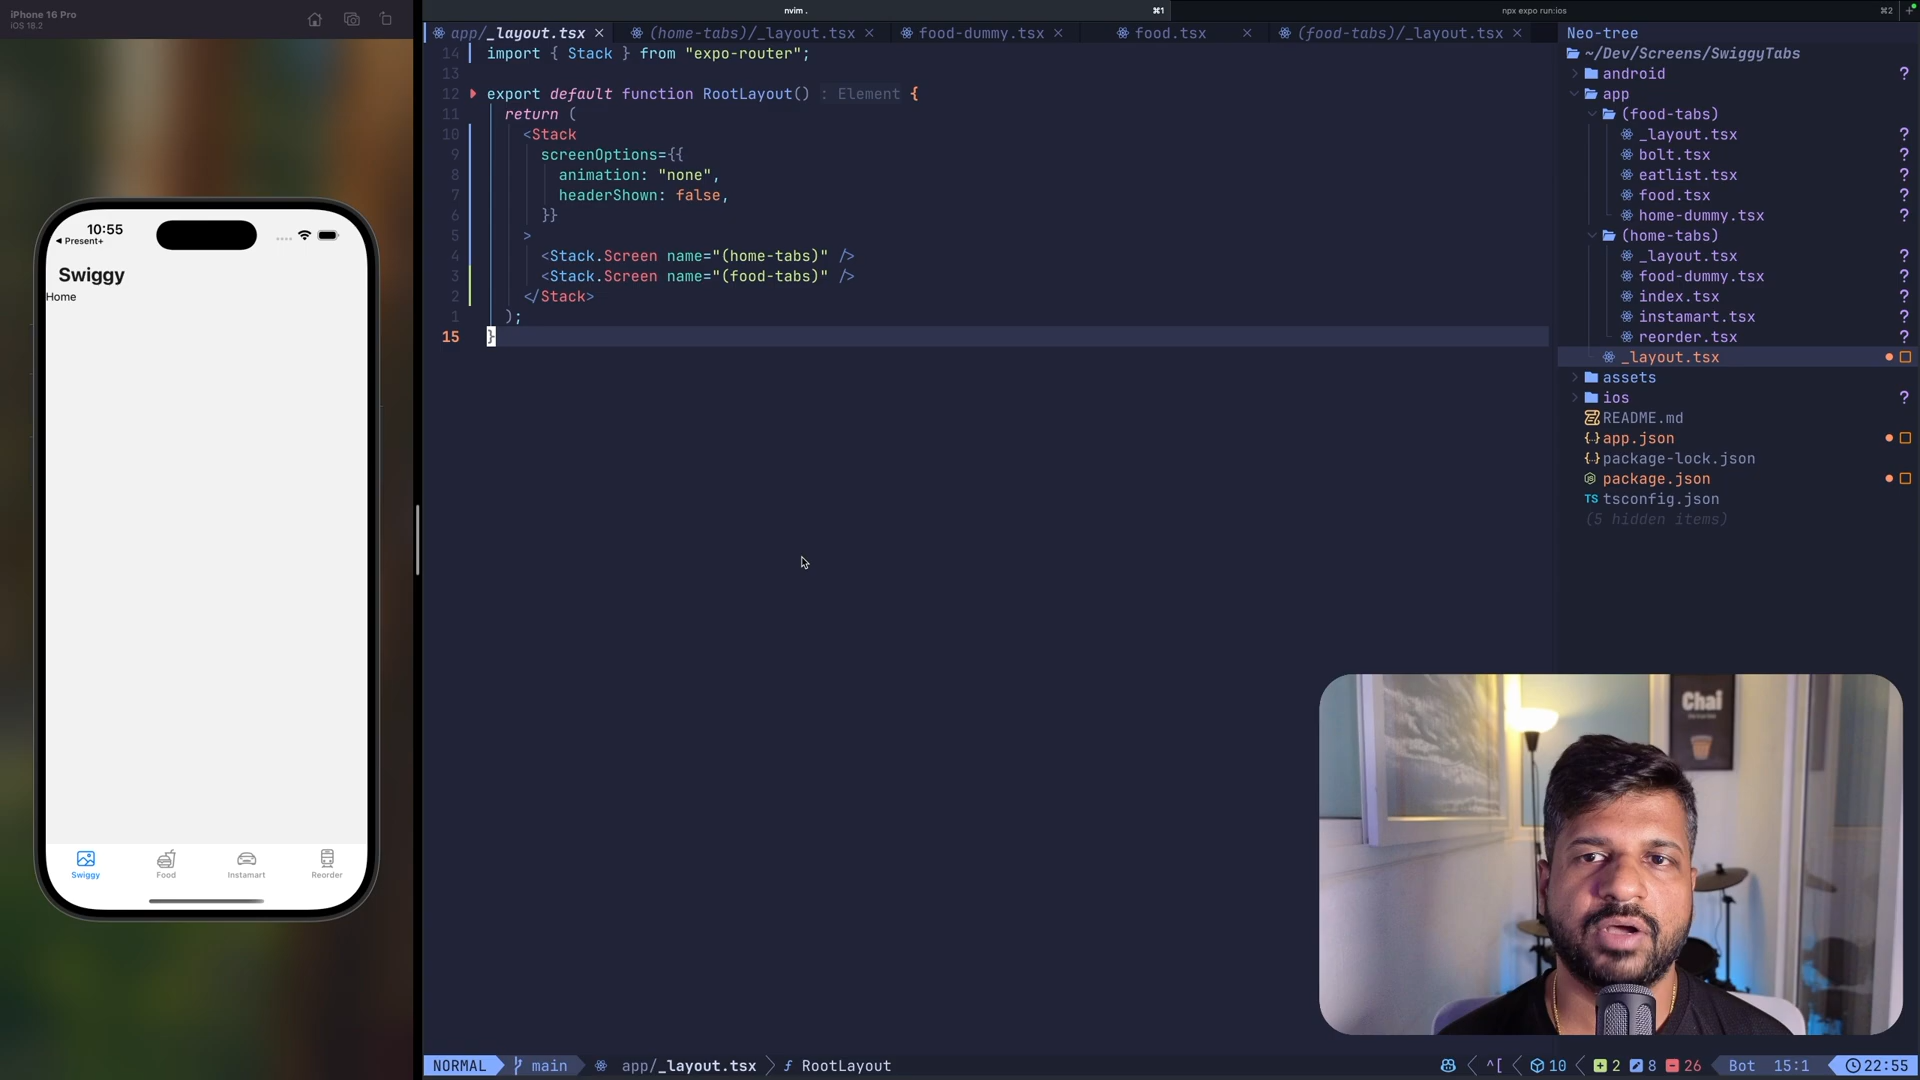 iPhone 16 Pro
iOS 18.2
10:55
Present+
Swiggy
Home
Swiggy
Food
Instamart
Reorder
nvim .
⌘1
npx expo run:ios
⌘2
app/_layout.tsx
(home-tabs)/_layout.tsx
food-dummy.tsx
food.tsx
(food-tabs)/_layout.tsx
14 import { Stack } from "expo-router";
13
12 export default function RootLayout() : Element {
11 return (
10 <Stack
9 screenOptions={{
8 animation: "none",
7 headerShown: false,
6 }}
5 >
4 <Stack.Screen name="(home-tabs)" />
3 <Stack.Screen name="(food-tabs)" />
2 </Stack>
1 );
15 }
Neo-tree
~/Dev/Screens/SwiggyTabs
android ?
app
(food-tabs)
_layout.tsx ?
bolt.tsx ?
eatlist.tsx ?
food.tsx ?
home-dummy.tsx ?
(home-tabs)
_layout.tsx ?
food-dummy.tsx ?
index.tsx ?
instamart.tsx ?
reorder.tsx ?
_layout.tsx
assets
ios ?
README.md
{..} app.json
{..} package-lock.json
package.json
TS tsconfig.json
(5 hidden items)
Chai
NORMAL main app/_layout.tsx RootLayout
^[ 10 2 8 26 Bot 15:1 22:55